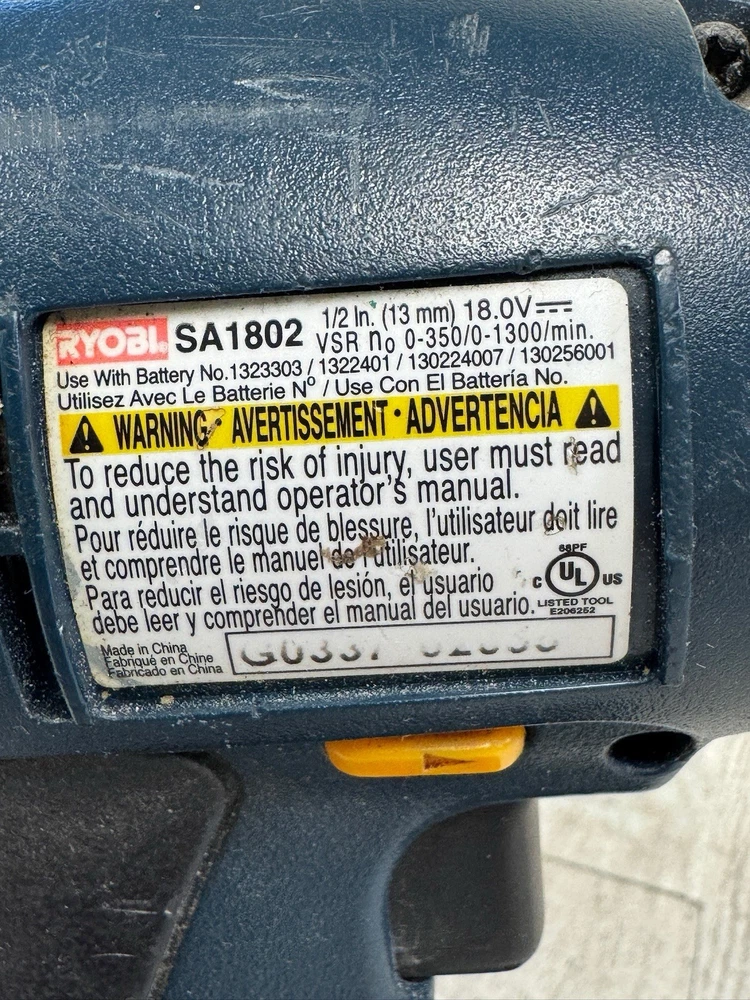 RYOBI® SA1802 1/2 In. (13 mm) 18.0V⎓
VSR no 0-350/0-1300/min.
Use With Battery No.1323303 / 1322401 / 130224007 / 130256001
Utilisez Avec Le Batterie Nº / Use Con El Batería No.
WARNING • AVERTISSEMENT • ADVERTENCIA
To reduce the risk of injury, user must read
and understand operator's manual.
Pour réduire le risque de blessure, l'utilisateur doit lire
et comprendre le manuel de l'utilisateur.
Para reducir el riesgo de lesión, el usuario
debe leer y comprender el manual del usuario.
68PF
C UL US
LISTED TOOL
E206252
Made in China
Fabriqué en Chine
Fabricado en China